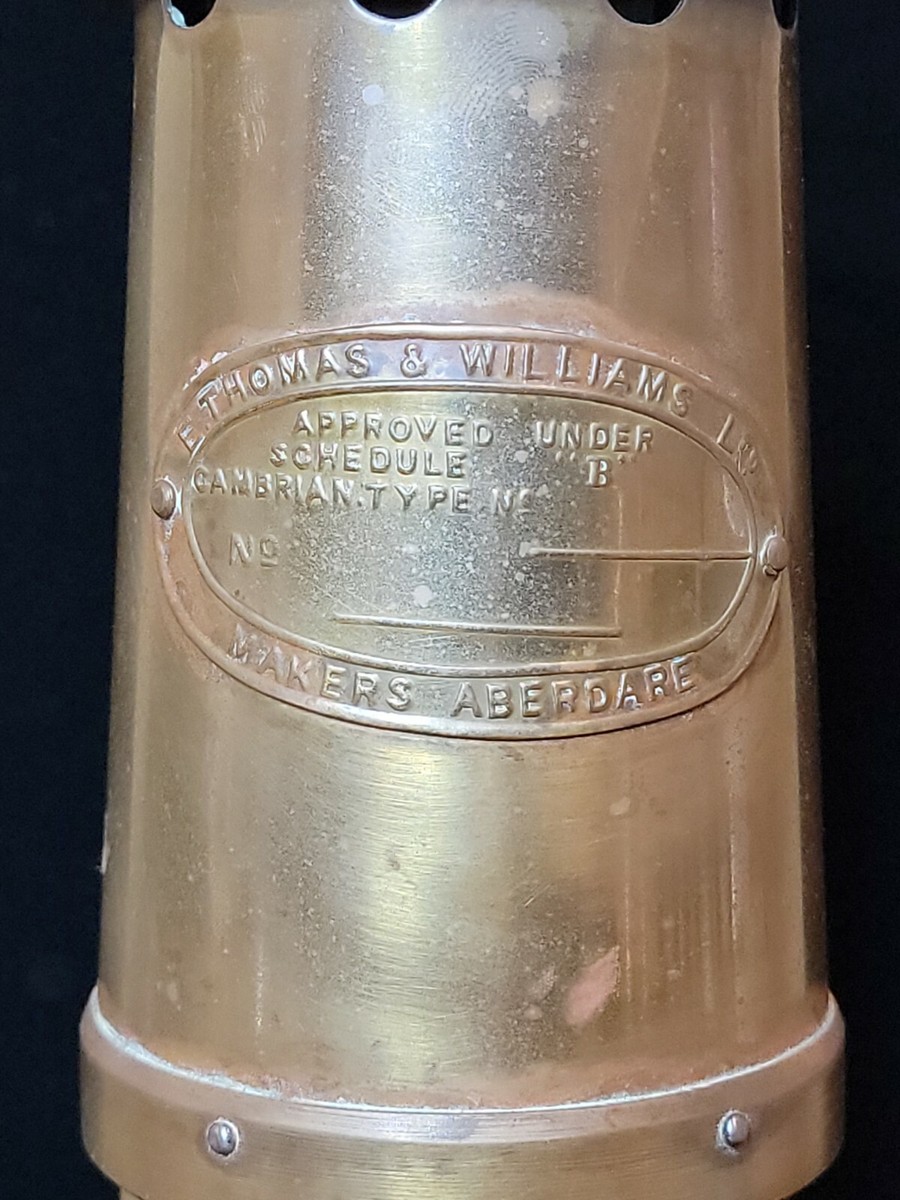 E. THOMAS & WILLIAMS LTD
APPROVED UNDER
SCHEDULE "B"
CAMBRIAN. TYPE Nº
Nº
MAKERS ABERDARE